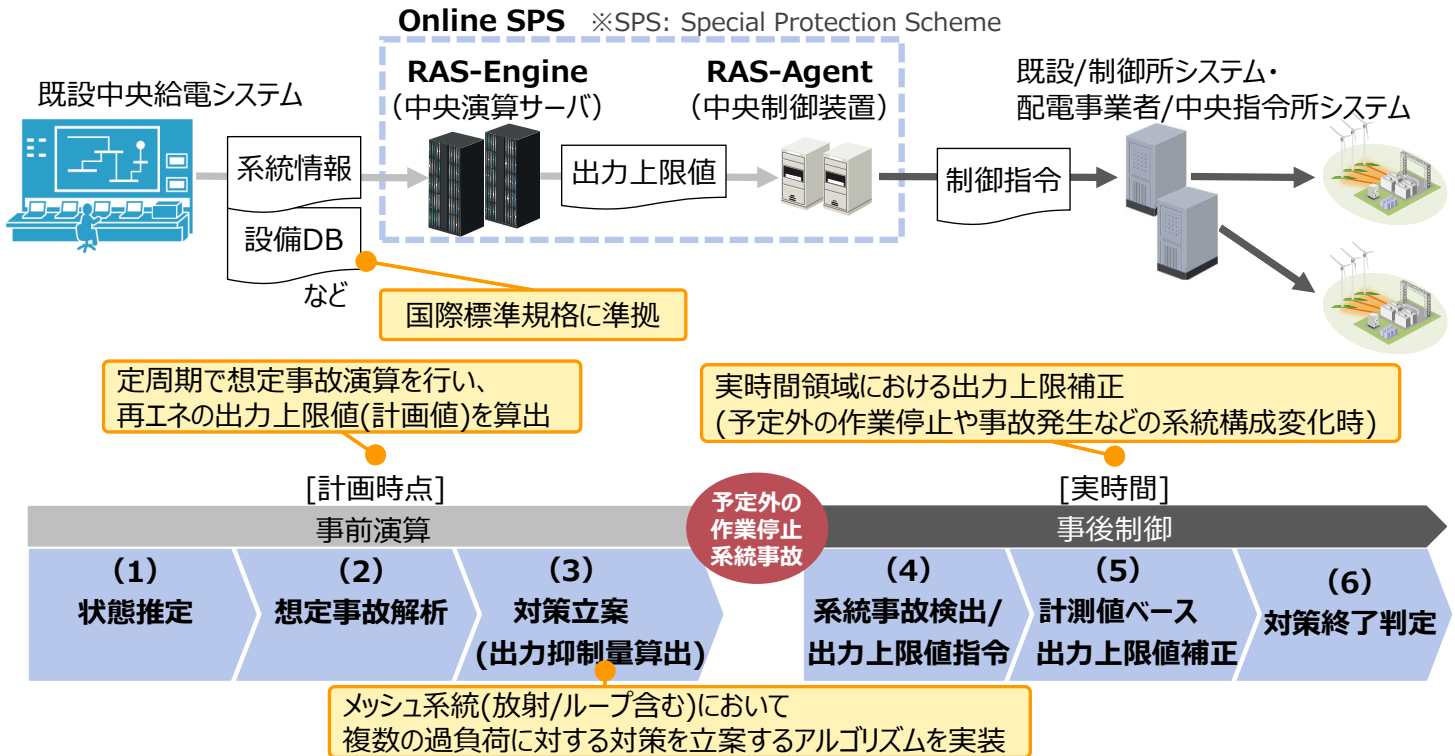 Online SPS ※SPS: Special Protection Scheme
RAS-Engine
(中央演算サーバ)
RAS-Agent
(中央制御装置)
既設中央給電システム
既設/制御所システム・
配電事業者/中央指令所システム
系統情報
設備DB
など
出力上限値
制御指令
国際標準規格に準拠
定周期で想定事故演算を行い、
再エネの出力上限値(計画値)を算出
実時間領域における出力上限補正
(予定外の作業停止や事故発生などの系統構成変化時)
[計画時点]
[実時間]
事前演算
予定外の
作業停止
系統事故
事後制御
(1)
状態推定
(2)
想定事故解析
(3)
対策立案
(出力抑制量算出)
(4)
系統事故検出/
出力上限値指令
(5)
計測値ベース
出力上限値補正
(6)
対策終了判定
メッシュ系統(放射/ループ含む)において
複数の過負荷に対する対策を立案するアルゴリズムを実装